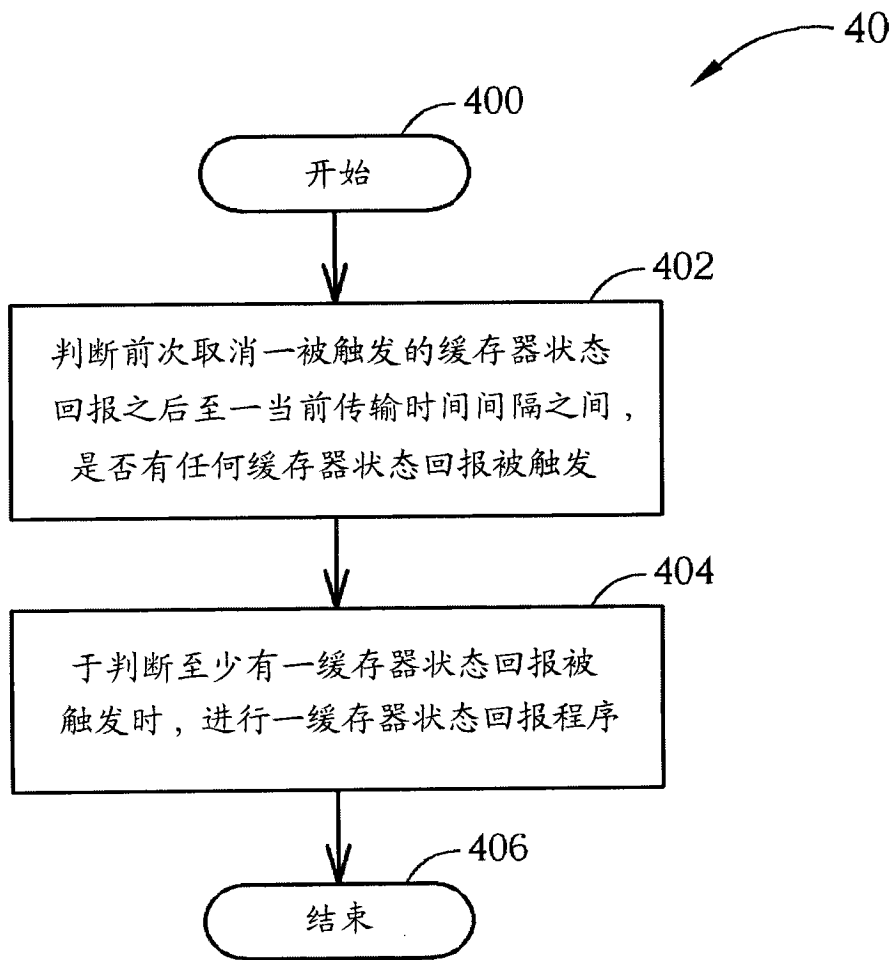 40
400
开始
402
判断前次取消一被触发的缓存器状态
回报之后至一当前传输时间间隔之间,
是否有任何缓存器状态回报被触发
404
于判断至少有一缓存器状态回报被
触发时,进行一缓存器状态回报程序
406
结束